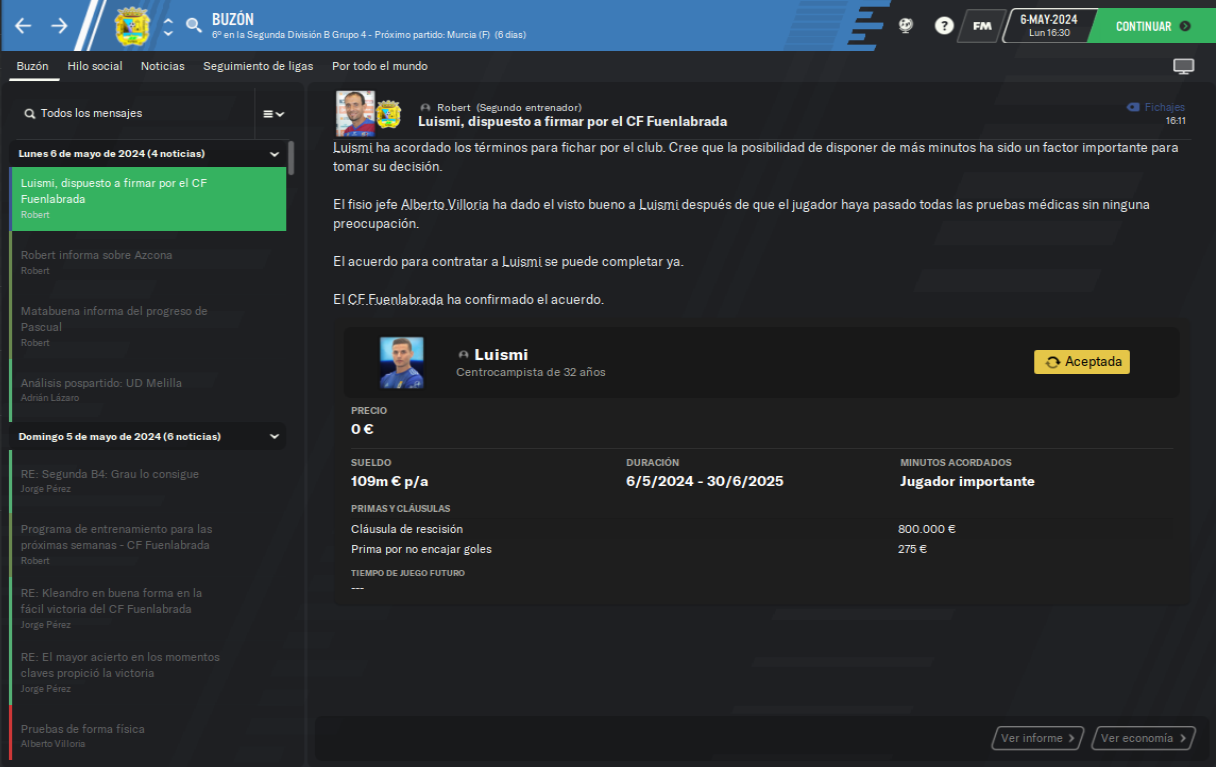 BUZÓN
6º en la Segunda División B Grupo 4 - Próximo partido: Murcia (F) (6 días)
?
FM
6-MAY-2024
Lun 16:30
CONTINUAR
Buzón
Hilo social
Noticias
Seguimiento de ligas
Por todo el mundo
Todos los mensajes
Lunes 6 de mayo de 2024 (4 noticias)
Luismi, dispuesto a firmar por el CF
Fuenlabrada
Robert
Robert informa sobre Azcona
Robert
Matabuena informa del progreso de
Pascual
Robert
Análisis pospartido: UD Melilla
Adrián Lázaro
Domingo 5 de mayo de 2024 (6 noticias)
RE: Segunda B4: Grau lo consigue
Jorge Pérez
Programa de entrenamiento para las
próximas semanas - CF Fuenlabrada
Robert
RE: Kleandro en buena forma en la
fácil victoria del CF Fuenlabrada
Jorge Pérez
RE: El mayor acierto en los momentos
claves propició la victoria
Jorge Pérez
Pruebas de forma física
Alberto Villoria
Robert (Segundo entrenador)
Luismi, dispuesto a firmar por el CF Fuenlabrada
Fichajes
16:11
Luismi ha acordado los términos para fichar por el club. Cree que la posibilidad de disponer de más minutos ha sido un factor importante para
tomar su decisión.
El fisio jefe Alberto Villoria ha dado el visto bueno a Luismi después de que el jugador haya pasado todas las pruebas médicas sin ninguna
preocupación.
El acuerdo para contratar a Luismi se puede completar ya.
El CF Fuenlabrada ha confirmado el acuerdo.
Luismi
Centrocampista de 32 años
Aceptada
PRECIO
0 €
SUELDO
109m € p/a
DURACIÓN
6/5/2024 - 30/6/2025
MINUTOS ACORDADOS
Jugador importante
PRIMAS Y CLÁUSULAS
Cláusula de rescisión
800.000 €
Prima por no encajar goles
275 €
TIEMPO DE JUEGO FUTURO
---
Ver informe
Ver economía